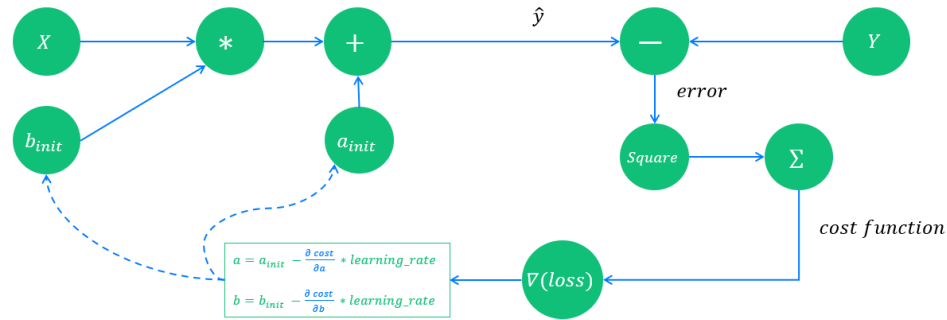 X
*
+
ŷ
−
Y
error
b_init
a_init
Square
Σ
cost function
a = a_init − ∂ cost/∂a * learning_rate
b = b_init − ∂ cost/∂b * learning_rate
∇(loss)